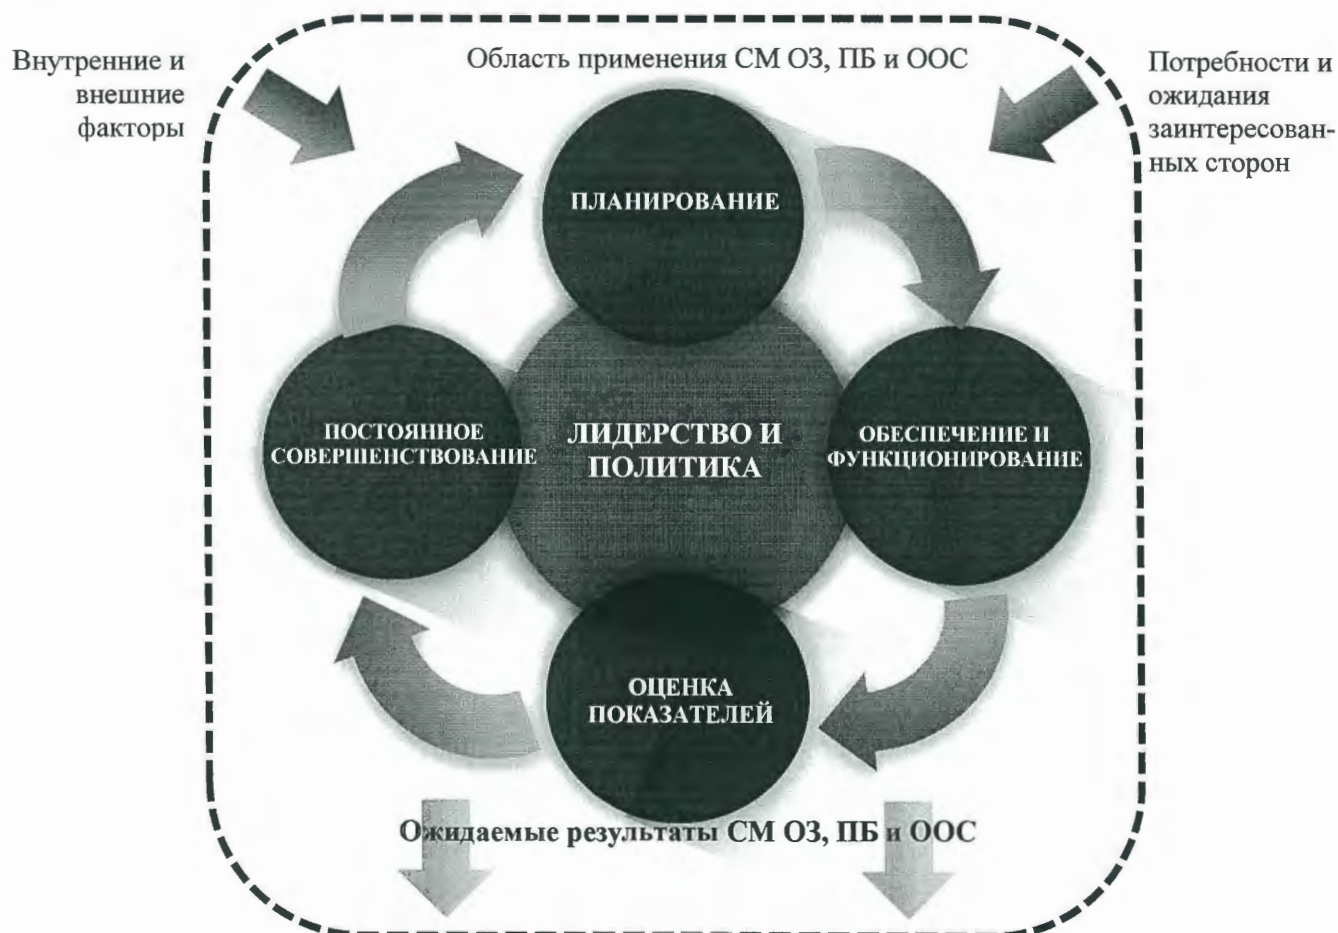 Внутренние и
внешние
факторы
Область применения СМ ОЗ, ПБ и ООС
Потребности и
ожидания
заинтересован-
ных сторон
ПЛАНИРОВАНИЕ
ПОСТОЯННОЕ
СОВЕРШЕНСТВОВАНИЕ
ЛИДЕРСТВО И
ПОЛИТИКА
ОБЕСПЕЧЕНИЕ И
ФУНКЦИОНИРОВАНИЕ
ОЦЕНКА
ПОКАЗАТЕЛЕЙ
Ожидаемые результаты СМ ОЗ, ПБ и ООС